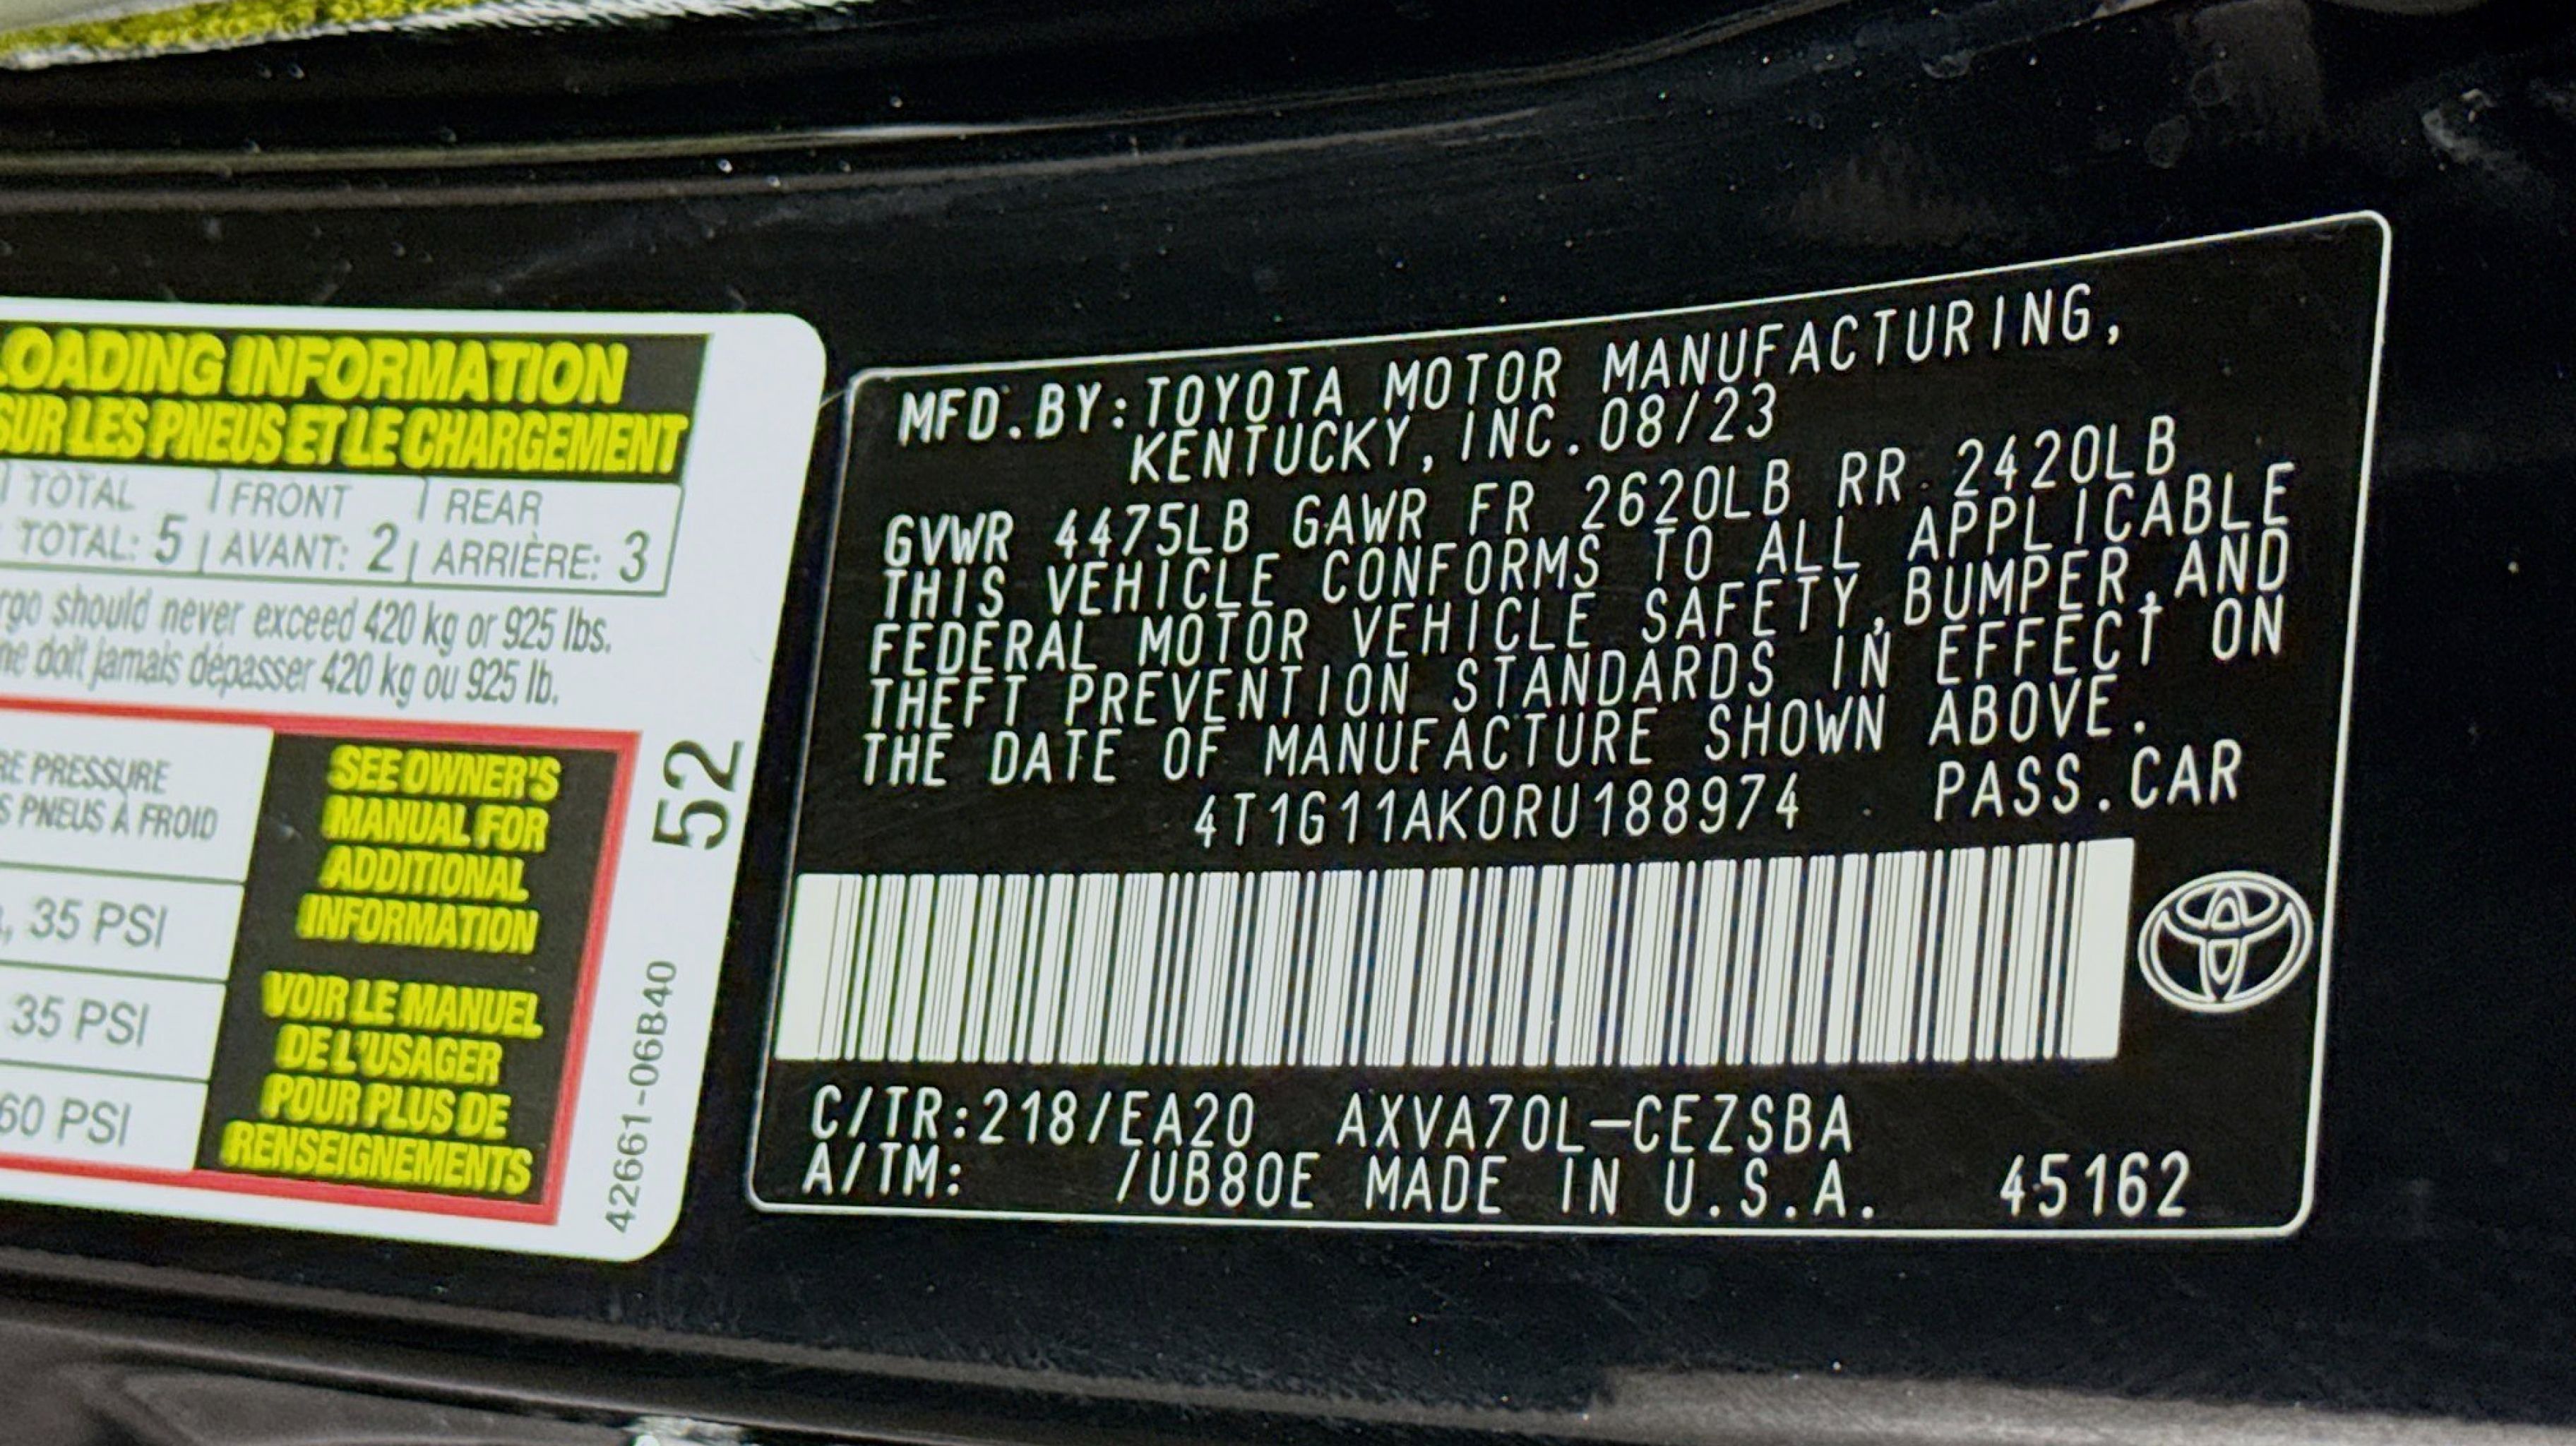 LOADING INFORMATION
SUR LES PNEUS ET LE CHARGEMENT
TOTAL FRONT REAR
TOTAL: 5 AVANT: 2 ARRIÈRE: 3
should never exceed 420 kg or 925 lbs.
ne doit jamais dépasser 420 kg ou 925 lb.
PRESSURE
PNEUS À FROID
35 PSI
35 PSI
60 PSI
SEE OWNER'S
MANUAL FOR
ADDITIONAL
INFORMATION
VOIR LE MANUEL
DE L'USAGER
POUR PLUS DE
RENSEIGNEMENTS
52
42661-06B40
MFD.BY:TOYOTA MOTOR MANUFACTURING,
KENTUCKY, INC. 08/23
GVWR 4475LB GAWR FR 2620LB RR 2420LB
THIS VEHICLE CONFORMS TO ALL APPLICABLE
FEDERAL MOTOR VEHICLE SAFETY,BUMPER,AND
THEFT PREVENTION STANDARDS IN EFFECT ON
THE DATE OF MANUFACTURE SHOWN ABOVE.
4T1G11AK0RU188974 PASS.CAR
C/TR:218/EA20 AXVA70L-CEZSBA
A/TM: /UB80E MADE IN U.S.A. 45162